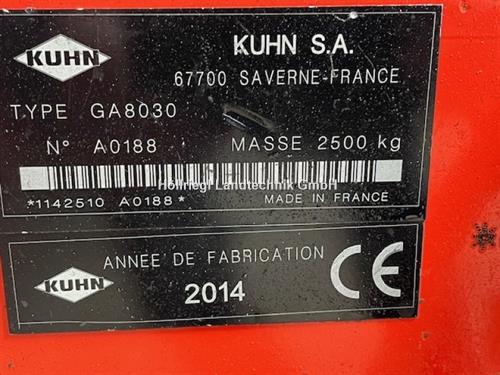 KUHN
KUHN S.A.
67700 SAVERNE-FRANCE
TYPE GA8030
N° A0188 MASSE 2500 kg
Höllriegl Landtechnik GmbH
*1142510 A0188* MADE IN FRANCE
ANNEE DE FABRICATION
KUHN
2014
CE